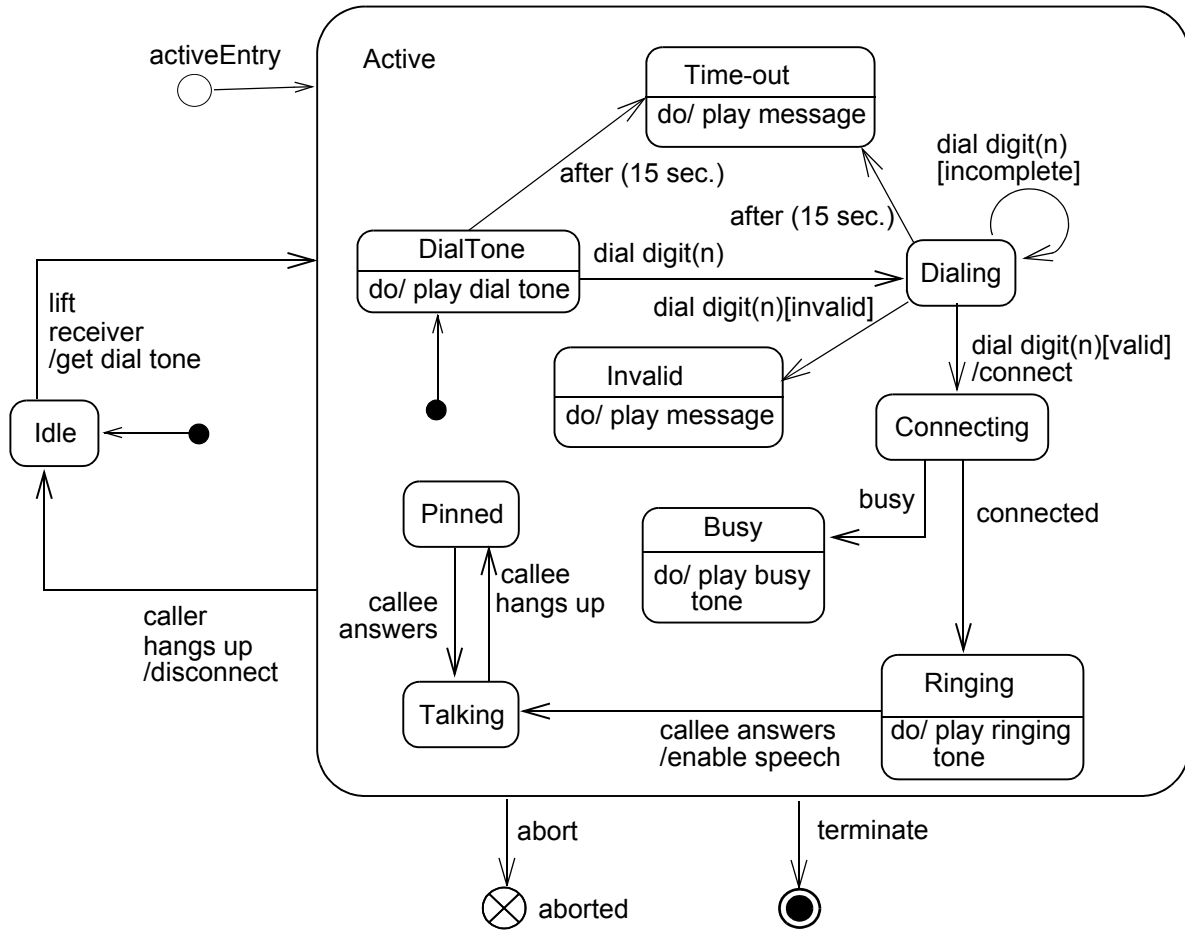 activeEntry
Active
Time-out
do/ play message
dial digit(n)
[incomplete]
after (15 sec.)
after (15 sec.)
DialTone
do/ play dial tone
dial digit(n)
Dialing
lift
receiver
/get dial tone
dial digit(n)[invalid]
dial digit(n)[valid]
/connect
Invalid
do/ play message
Idle
Connecting
Pinned
busy
connected
Busy
do/ play busy
tone
callee
hangs up
callee
answers
caller
hangs up
/disconnect
Talking
callee answers
/enable speech
Ringing
do/ play ringing
tone
abort
terminate
aborted